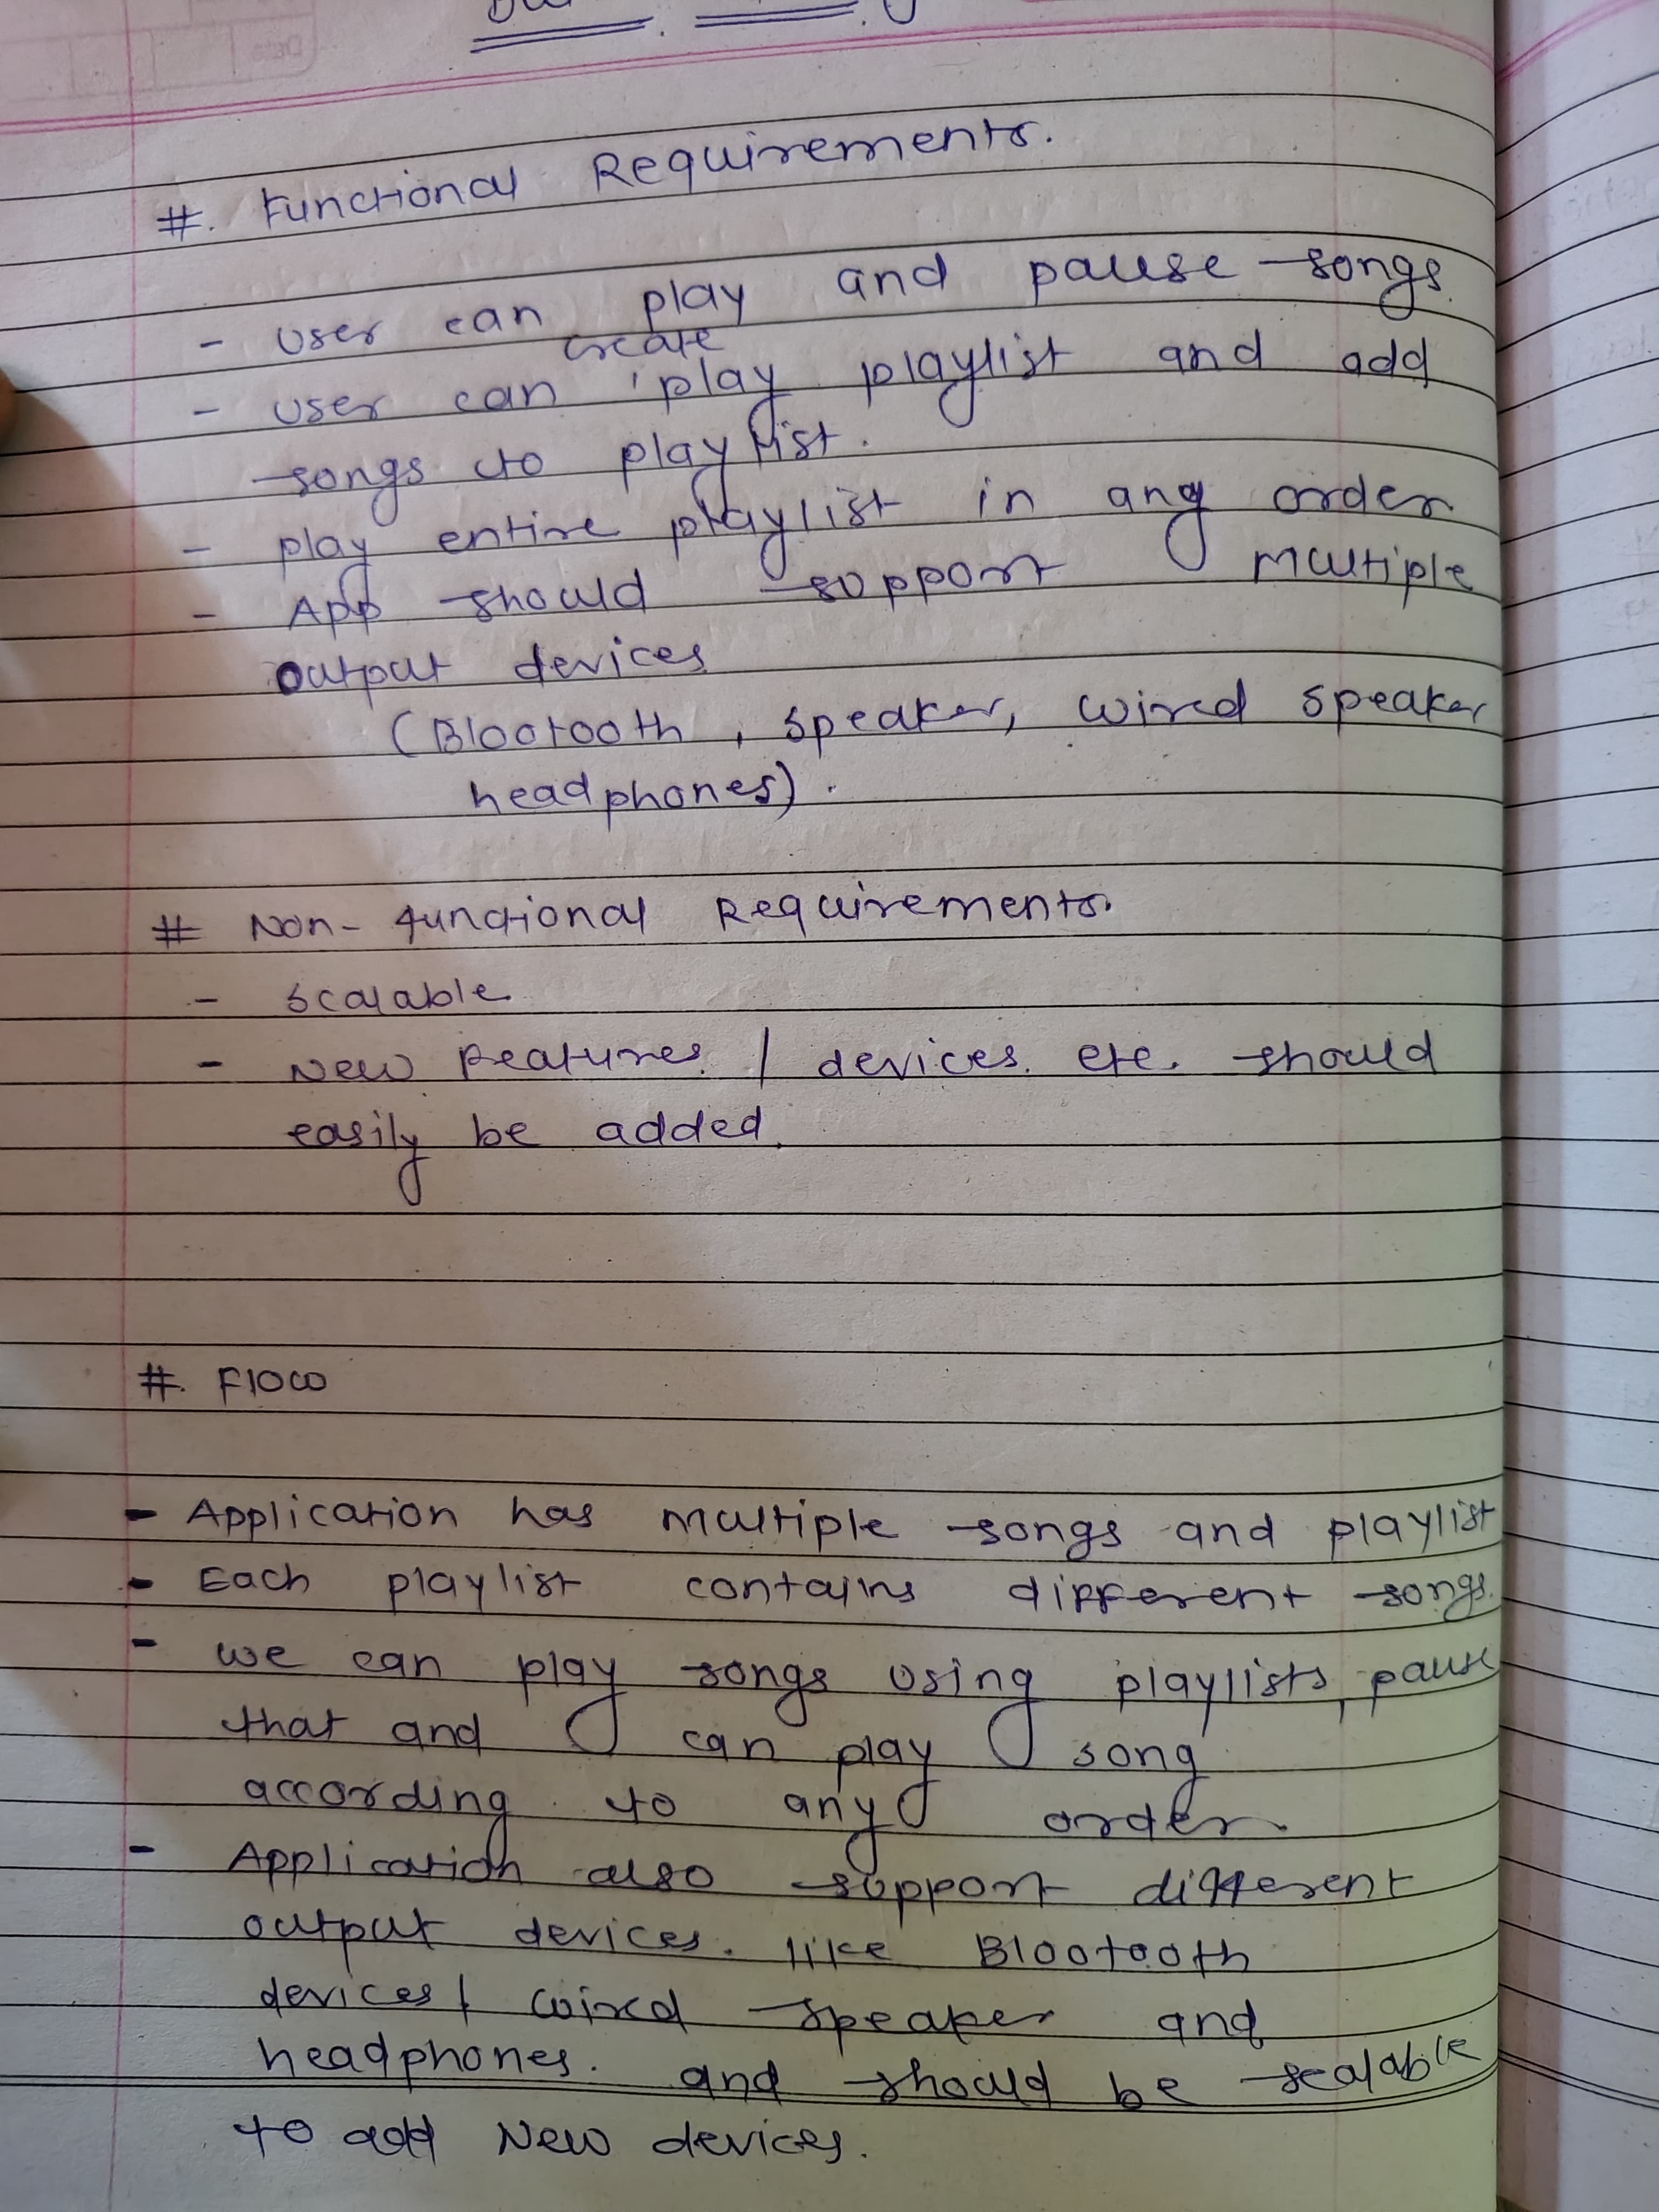 #. Functional Requirements.
- User can play and pause songs.
create
- User can play playlist and add
songs to playlist.
- play entire playlist in any order
- App should support Multiple
output devices
(Blootooth, speaker, wired speaker
headphones).
# Non-functional Requirements.
- scalable
- New features / devices etc. should
easily be added.
#. Flow
- Application has multiple songs and playlist
- Each playlist contains different songs.
- we can play songs using playlists, pause
that and can play song
according to any order.
- Application also support different
output devices. like Blootooth
devices/ wired speaker and
headphones. and should be scalable
to add New devices.